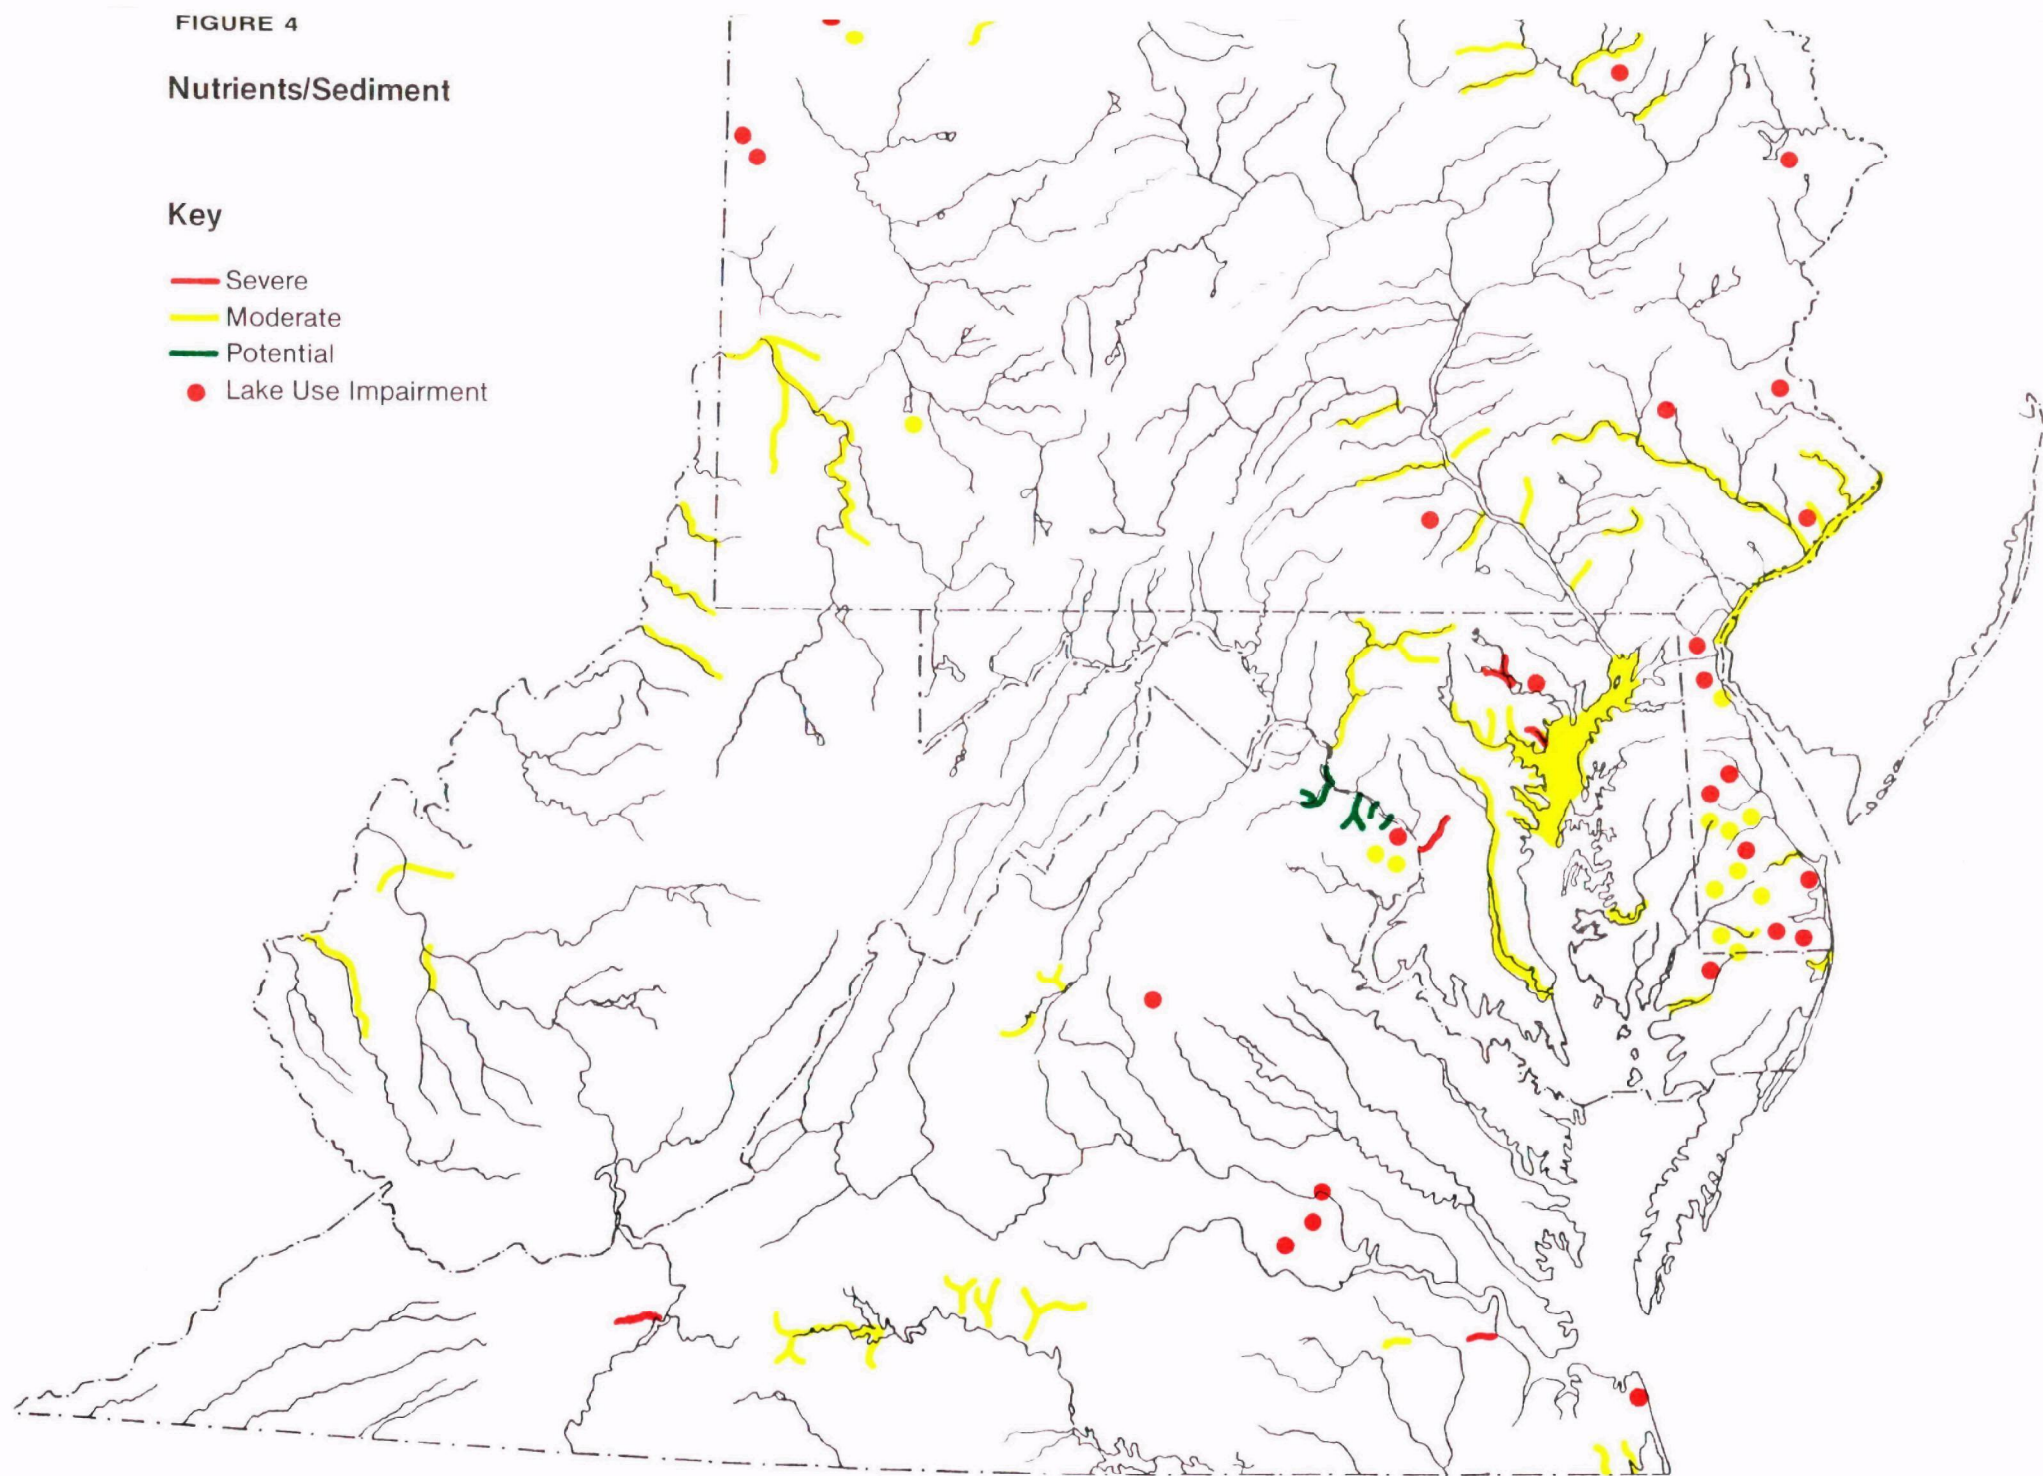 FIGURE 4
Nutrients/Sediment
Key
Severe
Moderate
Potential
Lake Use Impairment